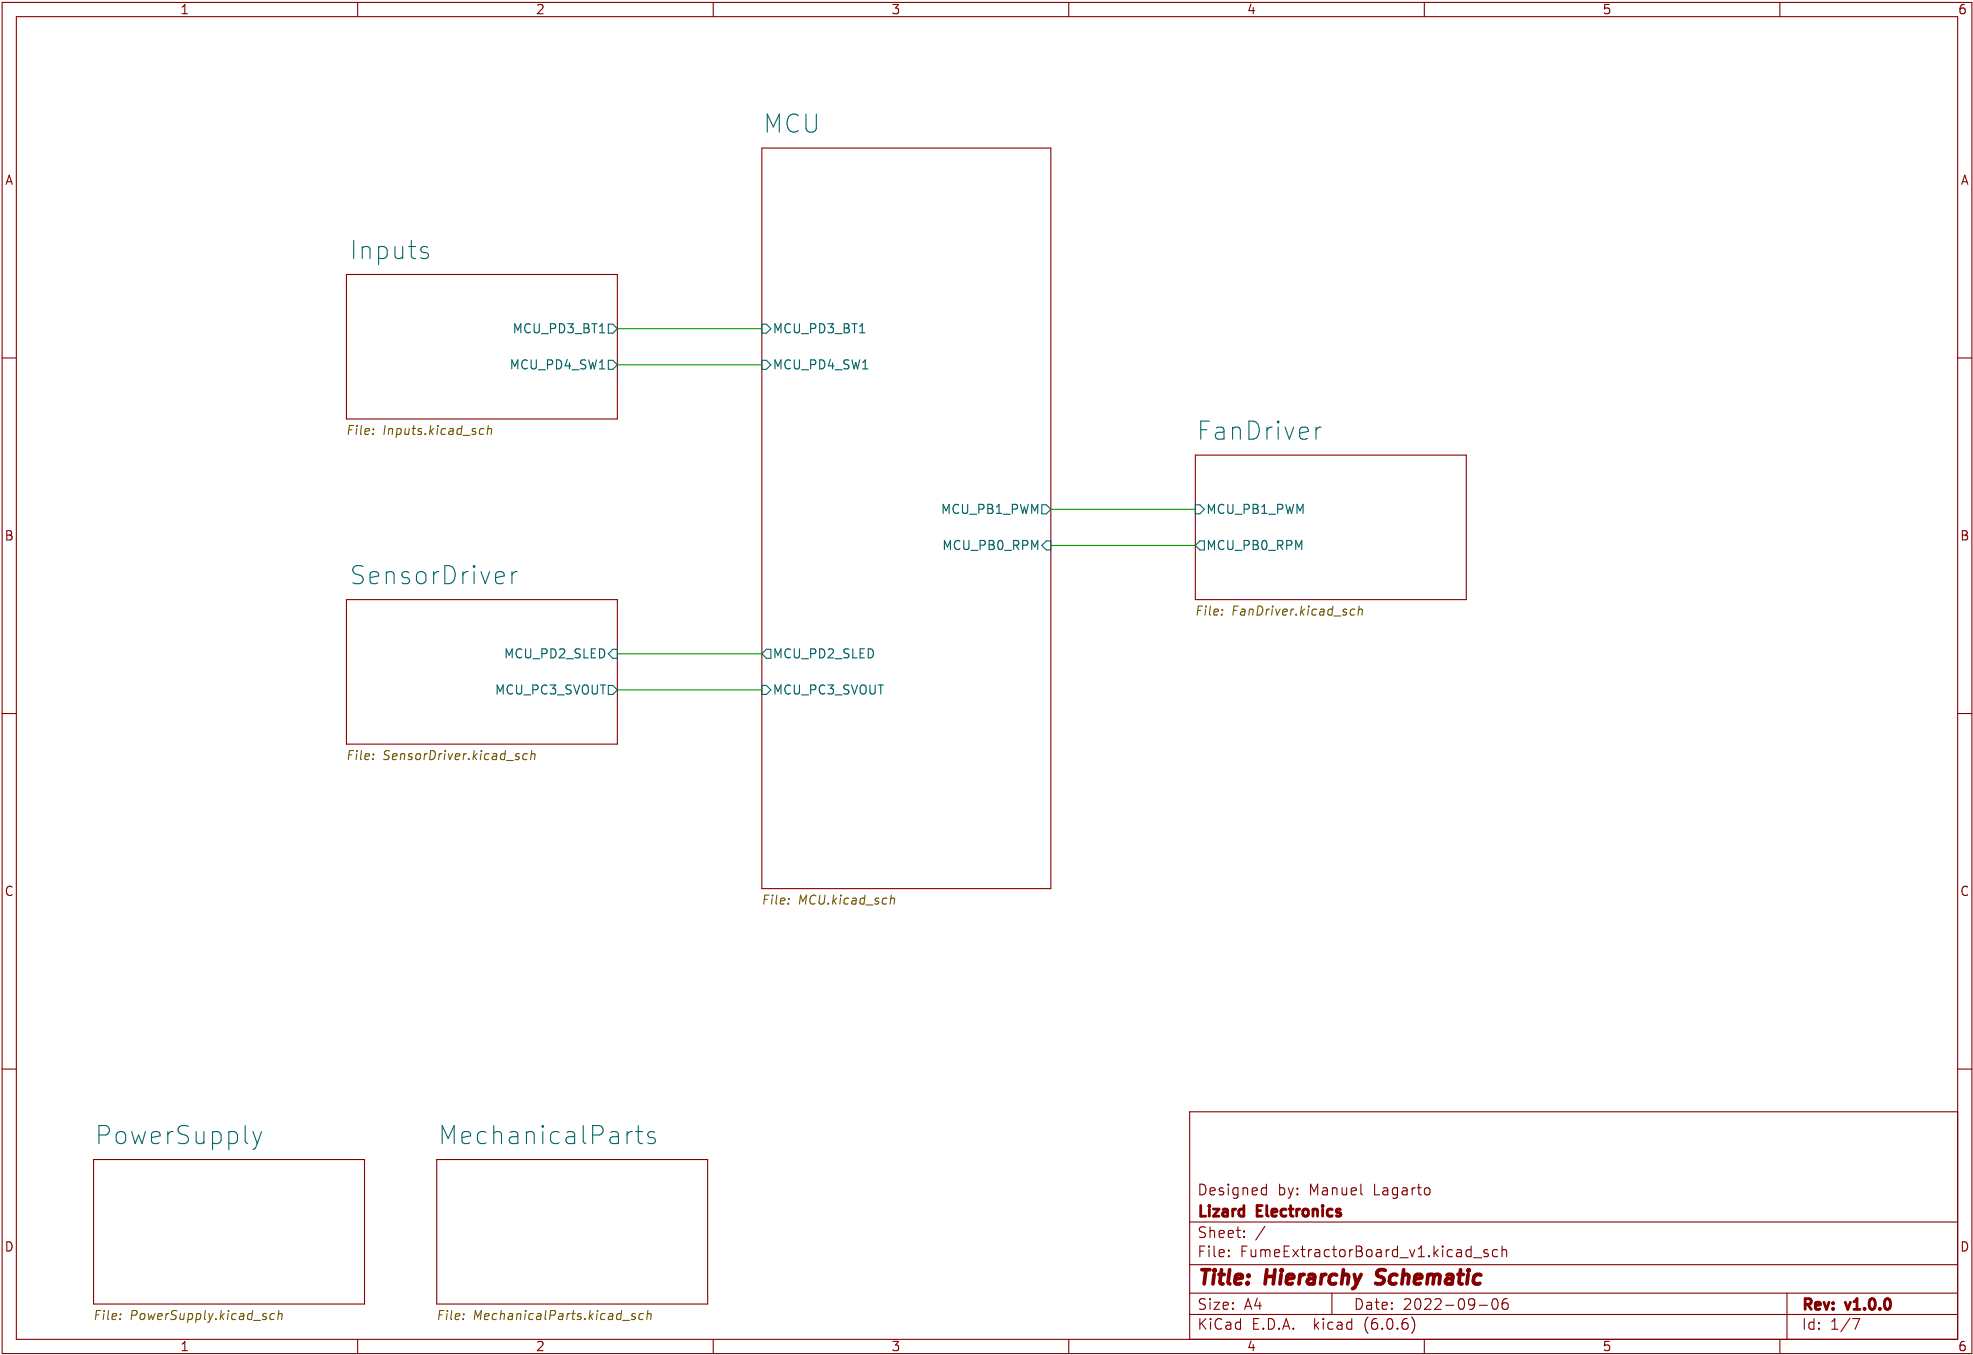 1 2 3 4 5 6
MCU
A A
Inputs
MCU_PD3_BT1 MCU_PD3_BT1
MCU_PD4_SW1 MCU_PD4_SW1
File: Inputs.kicad_sch
FanDriver
MCU_PB1_PWM MCU_PB1_PWM
B B
MCU_PB0_RPM MCU_PB0_RPM
SensorDriver
File: FanDriver.kicad_sch
MCU_PD2_SLED MCU_PD2_SLED
MCU_PC3_SVOUT MCU_PC3_SVOUT
File: SensorDriver.kicad_sch
C C
File: MCU.kicad_sch
PowerSupply MechanicalParts
Designed by: Manuel Lagarto
Lizard Electronics
Sheet: /
D D
File: FumeExtractorBoard_v1.kicad_sch
Title: Hierarchy Schematic
Size: A4 Date: 2022-09-06 Rev: v1.0.0
File: PowerSupply.kicad_sch File: MechanicalParts.kicad_sch
KiCad E.D.A. kicad (6.0.6) Id: 1/7
1 2 3 4 5 6